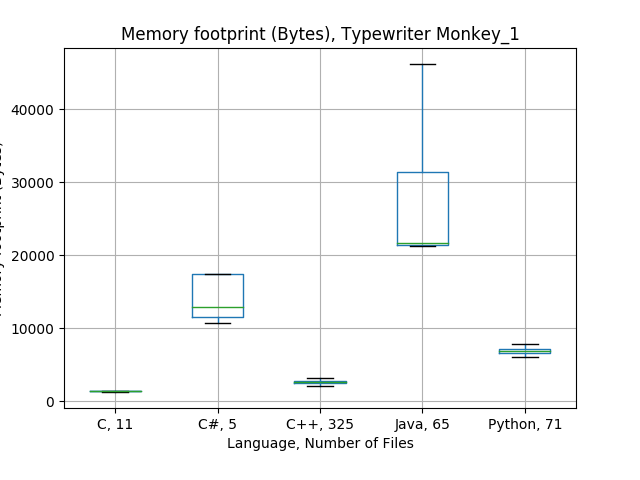 Memory footprint (Bytes), Typewriter Monkey_1
40000
30000
20000
10000
0
C, 11
C#, 5
C++, 325
Java, 65
Python, 71
Language, Number of Files